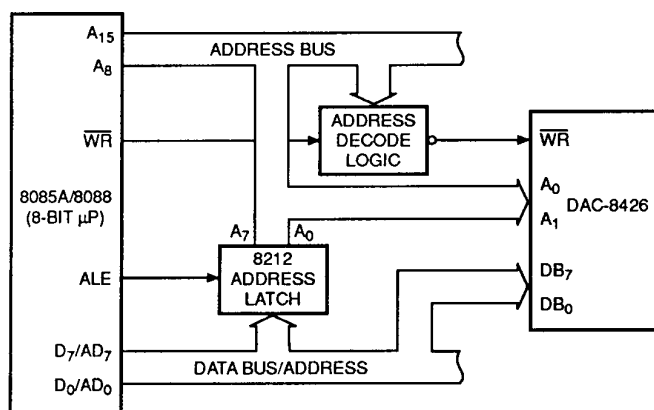 A15
ADDRESS BUS
A8
ADDRESS
DECODE
LOGIC
WR
WR
8085A/8088
(8-BIT μP)
A0
DAC-8426
A1
A7
A0
8212
ADDRESS
LATCH
ALE
DB7
DB0
D7/AD7
DATA BUS/ADDRESS
D0/AD0